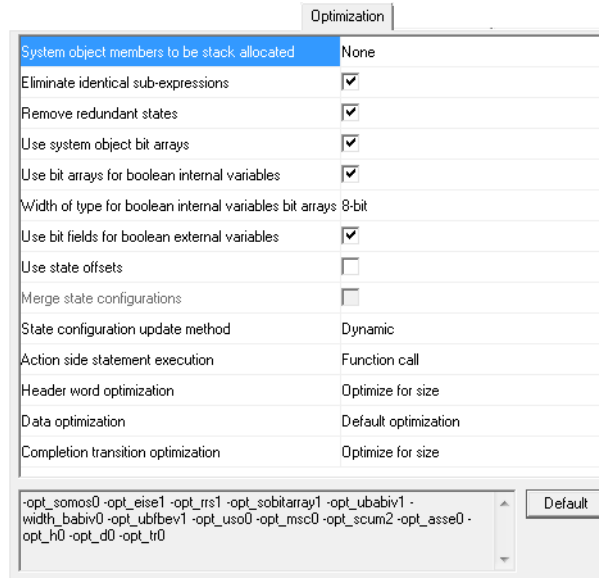 Optimization
System object members to be stack allocated None
Eliminate identical sub-expressions
Remove redundant states
Use system object bit arrays
Use bit arrays for boolean internal variables
Width of type for boolean internal variables bit arrays 8-bit
Use bit fields for boolean external variables
Use state offsets
Merge state configurations
State configuration update method Dynamic
Action side statement execution Function call
Header word optimization Optimize for size
Data optimization Default optimization
Completion transition optimization Optimize for size
-opt_somos0 -opt_eise1 -opt_rrs1 -opt_sobitarray1 -opt_ubabiv1 -
width_babiv0 -opt_ubfbev1 -opt_uso0 -opt_msc0 -opt_scum2 -opt_asse0 -
opt_h0 -opt_d0 -opt_tr0
Default